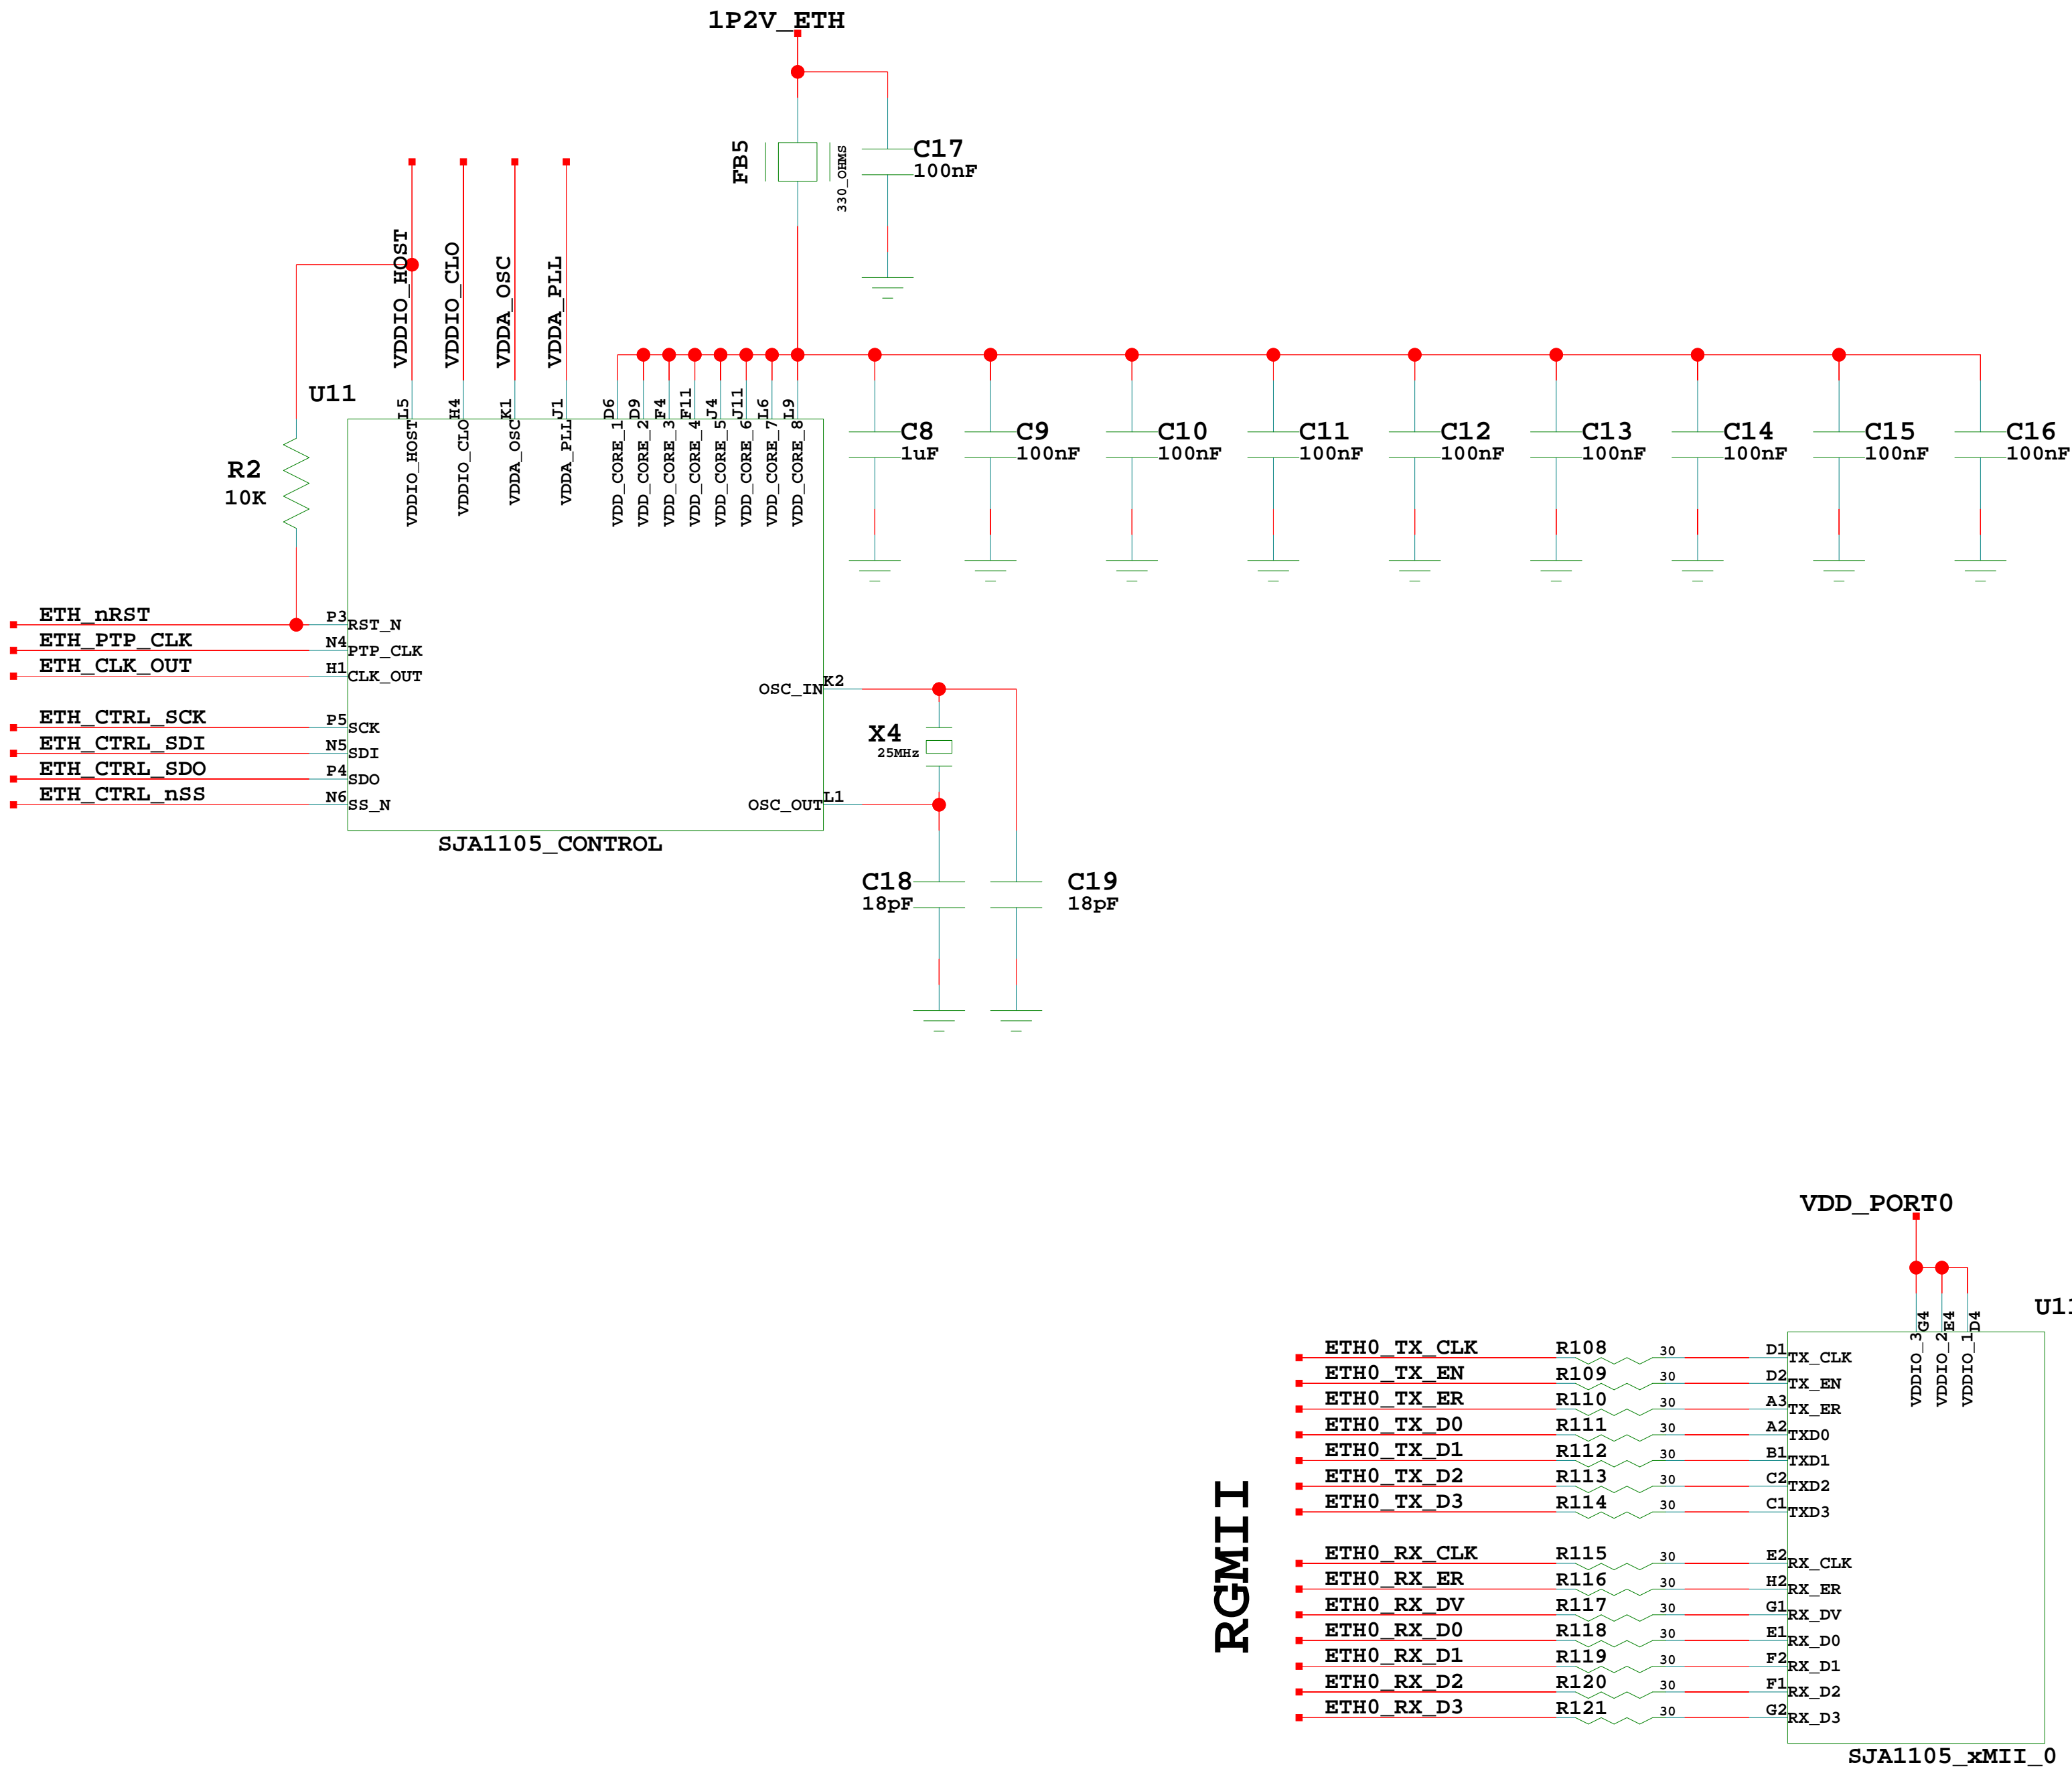 1P2V_ETH
FB5
330_OHMS
C17
100nF
VDDIO_HOST
VDDIO_CLO
VDDA_OSC
VDDA_PLL
U11
L5
H4
K1
J1
D6
D9
F4
F11
J4
J11
L6
L9
VDDIO_HOST
VDDIO_CLO
VDDA_OSC
VDDA_PLL
VDD_CORE_1
VDD_CORE_2
VDD_CORE_3
VDD_CORE_4
VDD_CORE_5
VDD_CORE_6
VDD_CORE_7
VDD_CORE_8
C8
1uF
C9
100nF
C10
100nF
C11
100nF
C12
100nF
C13
100nF
C14
100nF
C15
100nF
C16
100nF
R2
10K
ETH_nRST P3 RST_N
ETH_PTP_CLK N4 PTP_CLK
ETH_CLK_OUT H1 CLK_OUT
ETH_CTRL_SCK P5 SCK
ETH_CTRL_SDI N5 SDI
ETH_CTRL_SDO P4 SDO
ETH_CTRL_nSS N6 SS_N
OSC_IN K2
X4
25MHz
OSC_OUT L1
SJA1105_CONTROL
C18
18pF
C19
18pF
VDD_PORT0
U11
G4
E4
D4
VDDIO_3
VDDIO_2
VDDIO_1
RGMII
ETH0_TX_CLK R108 30 D1 TX_CLK
ETH0_TX_EN R109 30 D2 TX_EN
ETH0_TX_ER R110 30 A3 TX_ER
ETH0_TX_D0 R111 30 A2 TXD0
ETH0_TX_D1 R112 30 B1 TXD1
ETH0_TX_D2 R113 30 C2 TXD2
ETH0_TX_D3 R114 30 C1 TXD3
ETH0_RX_CLK R115 30 E2 RX_CLK
ETH0_RX_ER R116 30 H2 RX_ER
ETH0_RX_DV R117 30 G1 RX_DV
ETH0_RX_D0 R118 30 E1 RX_D0
ETH0_RX_D1 R119 30 F2 RX_D1
ETH0_RX_D2 R120 30 F1 RX_D2
ETH0_RX_D3 R121 30 G2 RX_D3
SJA1105_xMII_0